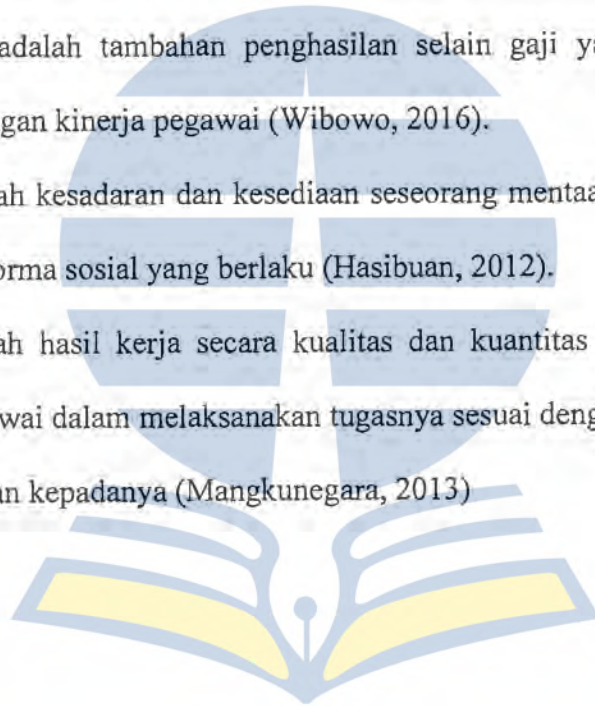 adalah tambahan penghasilan selain gaji ya
gan kinerja pegawai (Wibowo, 2016).
ah kesadaran dan kesediaan seseorang mentaa
orma sosial yang berlaku (Hasibuan, 2012).
ah hasil kerja secara kualitas dan kuantitas
wai dalam melaksanakan tugasnya sesuai deng
an kepadanya (Mangkunegara, 2013)